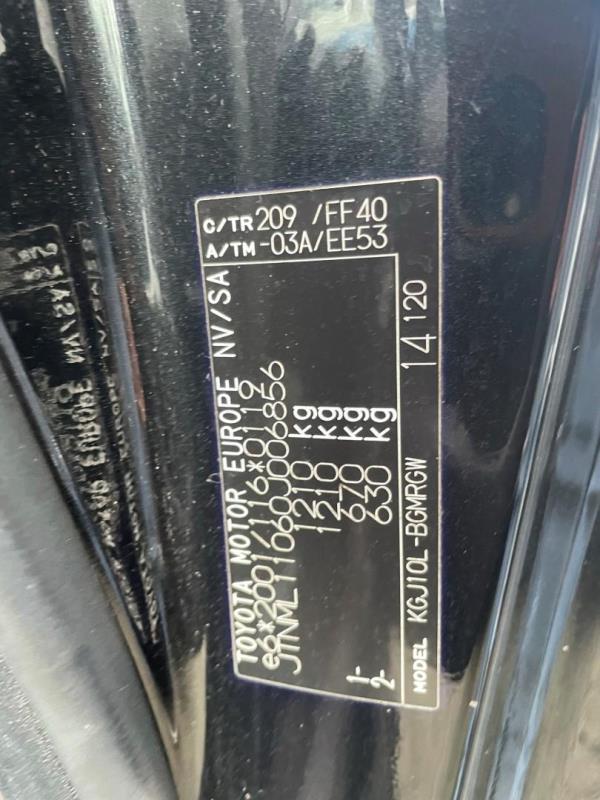 TOYOTA MOTOR EUROPE NV/SA
e6*2001/116*0119
JTNML11060J006856
1210 kg
1210 kg
1- 670 kg
2- 630 kg
MODEL KGJ10L-BGMRGW 14 120
C/TR 209 /FF40
A/TM -03A/EE53